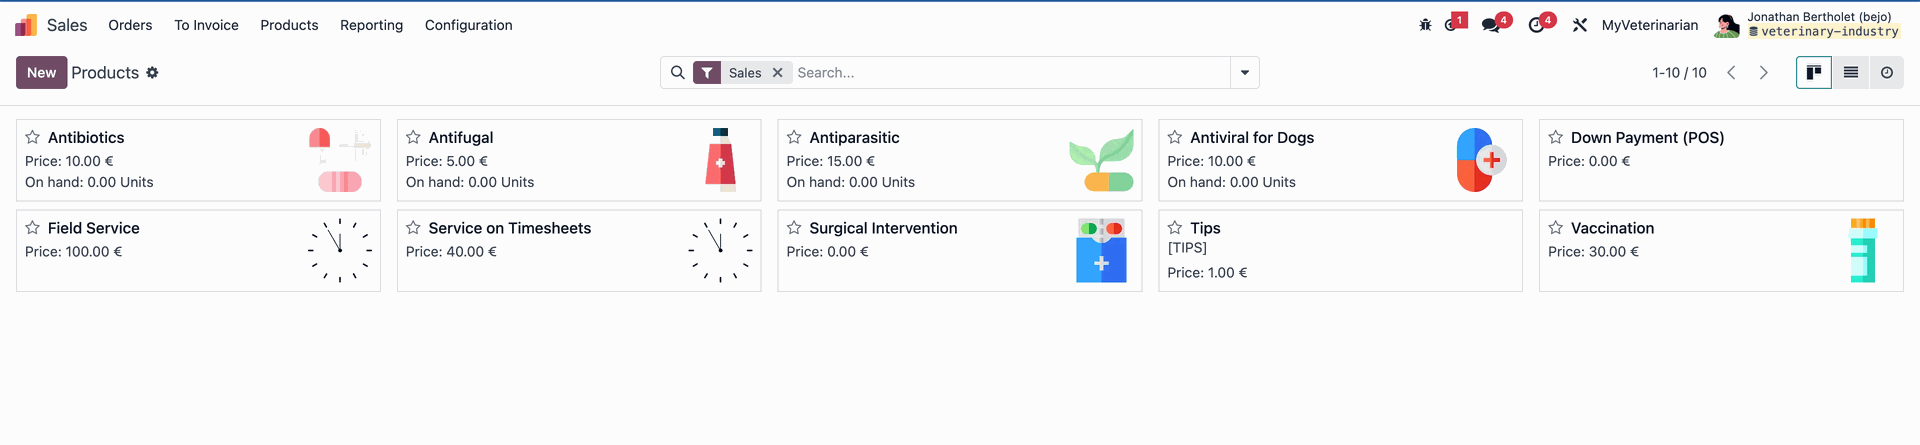 Sales Orders To Invoice Products Reporting Configuration 1 4 4 MyVeterinarian Jonathan Bertholet (bejo)
veterinary-industry
New Products Sales Search... 1-10 / 10
Antibiotics
Price: 10.00 €
On hand: 0.00 Units
Antifugal
Price: 5.00 €
On hand: 0.00 Units
Antiparasitic
Price: 15.00 €
On hand: 0.00 Units
Antiviral for Dogs
Price: 10.00 €
On hand: 0.00 Units
Down Payment (POS)
Price: 0.00 €
Field Service
Price: 100.00 €
Service on Timesheets
Price: 40.00 €
Surgical Intervention
Price: 0.00 €
Tips
[TIPS]
Price: 1.00 €
Vaccination
Price: 30.00 €